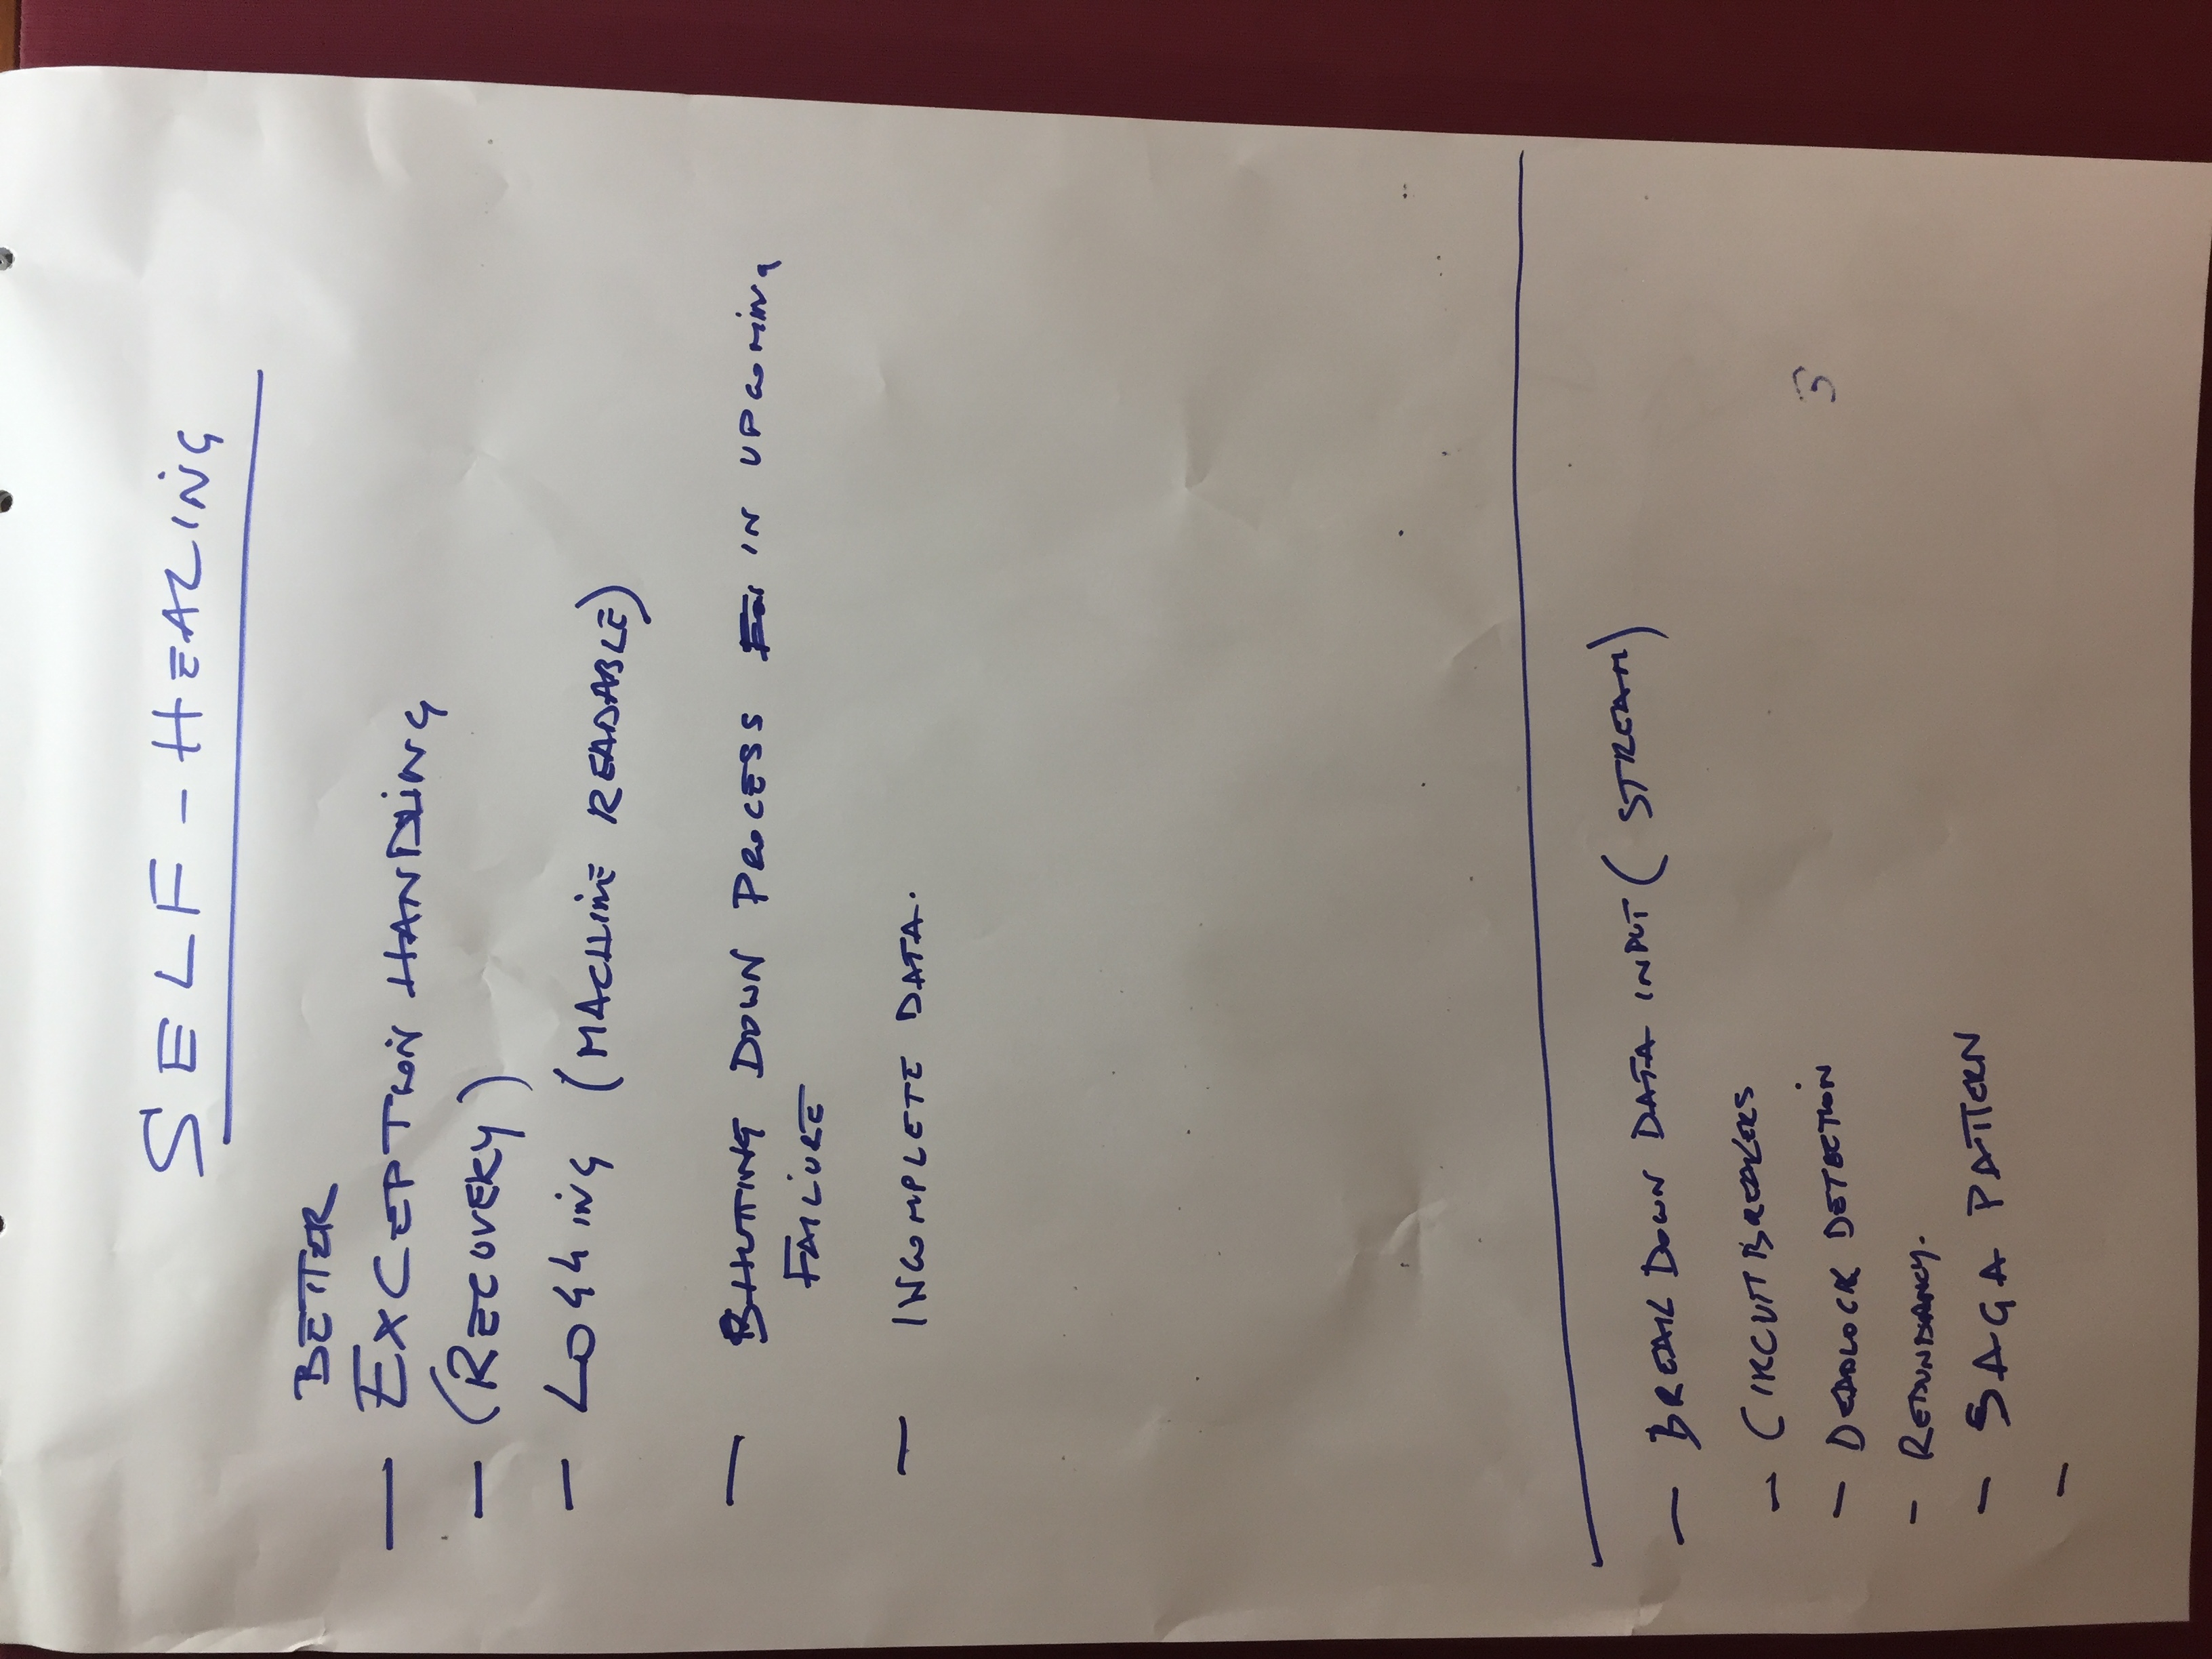 SELF-HEALING
BETTER
— EXCEPTION HANDLING
— (RECOVERY)
— LOGGING (MACHINE READABLE)
— SHUTTING DOWN PROCESS IN UPCOMING
FAILURE
— INCOMPLETE DATA.
— BREAK DOWN DATA INPUT (STREAM)
— CIRCUIT BREAKERS
— DEADLOCK DETECTION
3
- REDUNDANCY.
— SAGA PATTERN
—